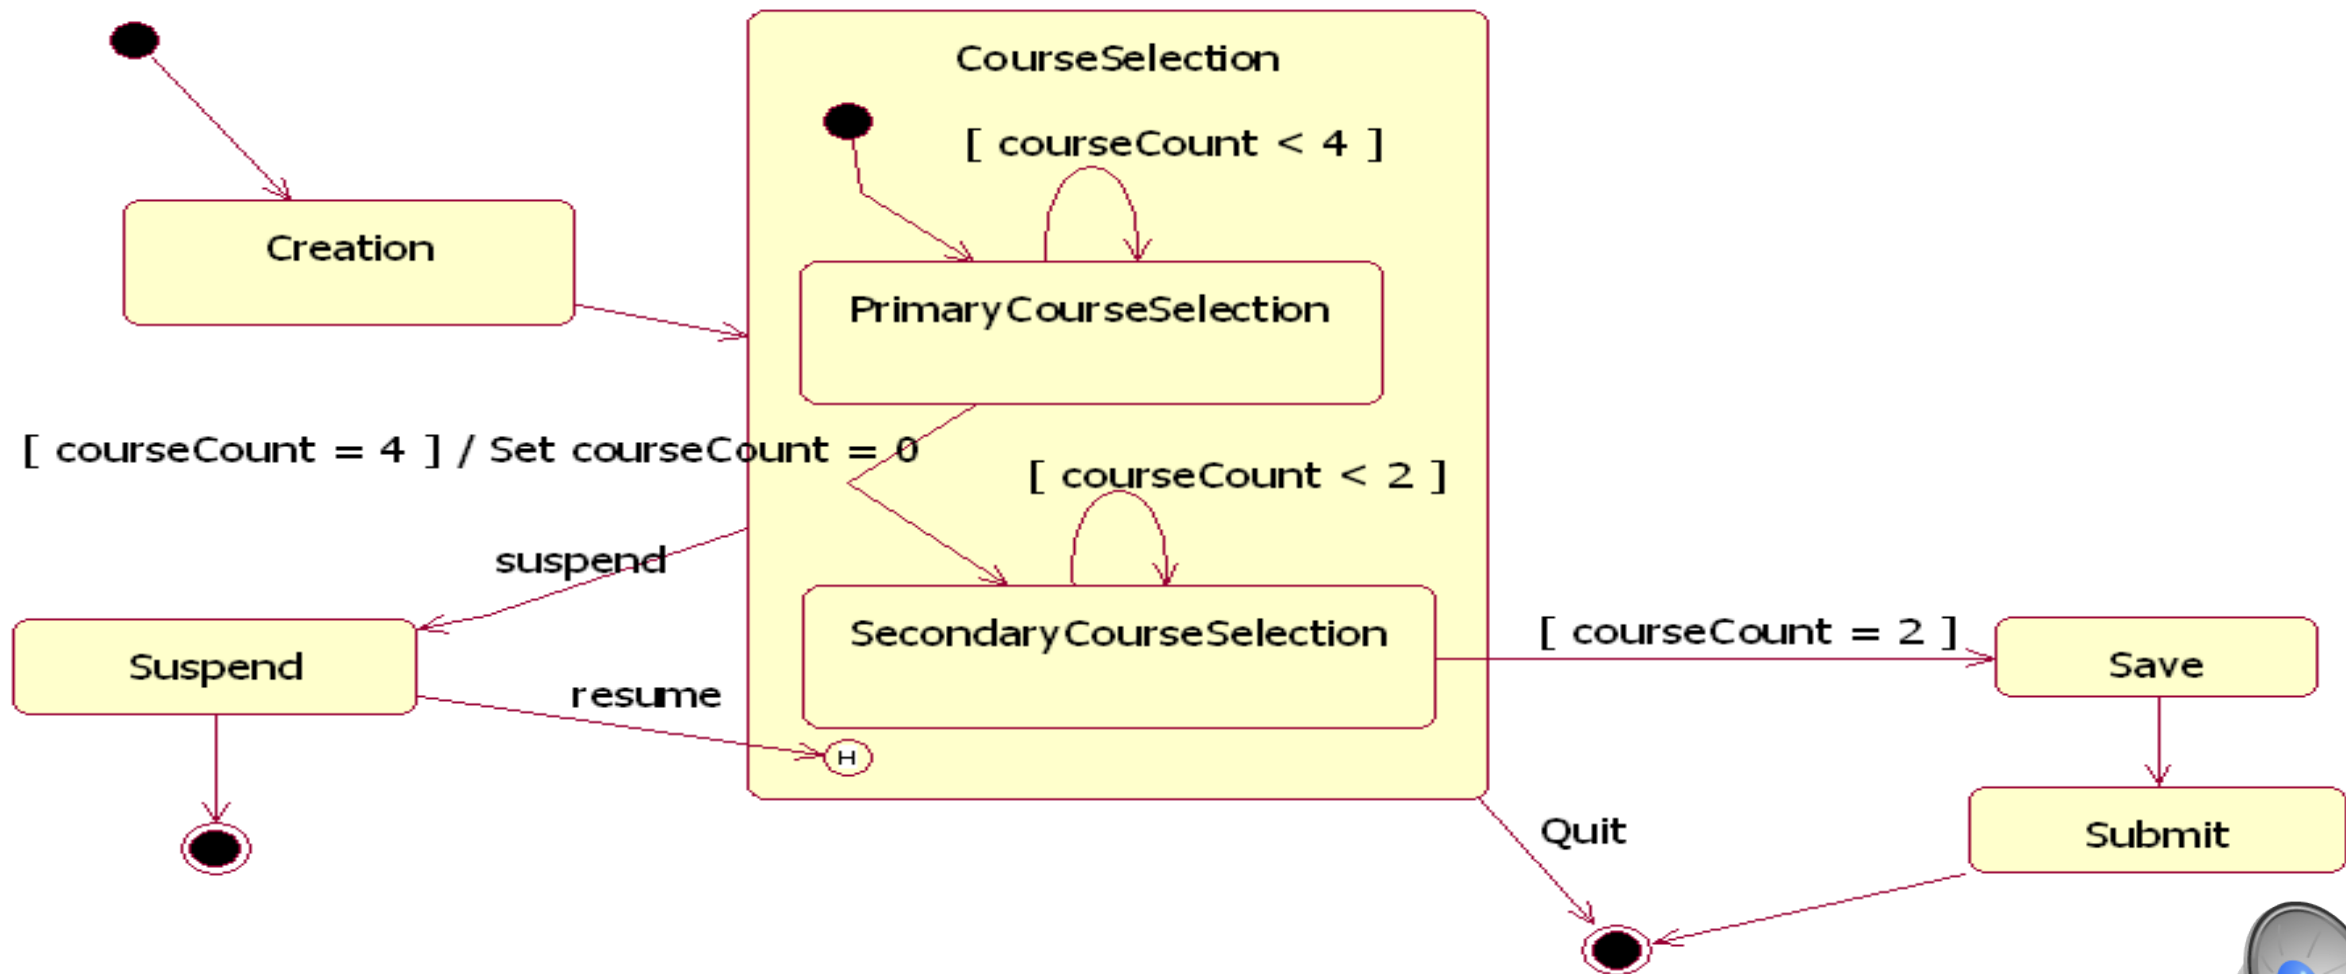 CourseSelection
[ courseCount < 4 ]
Creation
PrimaryCourseSelection
[ courseCount = 4 ] / Set courseCount = 0
[ courseCount < 2 ]
suspend
SecondaryCourseSelection
[ courseCount = 2 ]
Suspend
Save
resume
H
Quit
Submit